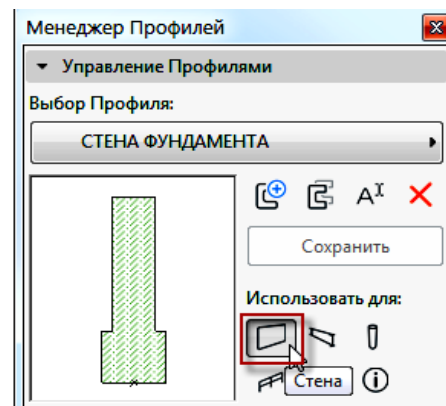 Менеджер Профилей
Управление Профилями
Выбор Профиля:
СТЕНА ФУНДАМЕНТА
Сохранить
Использовать для:
Стена